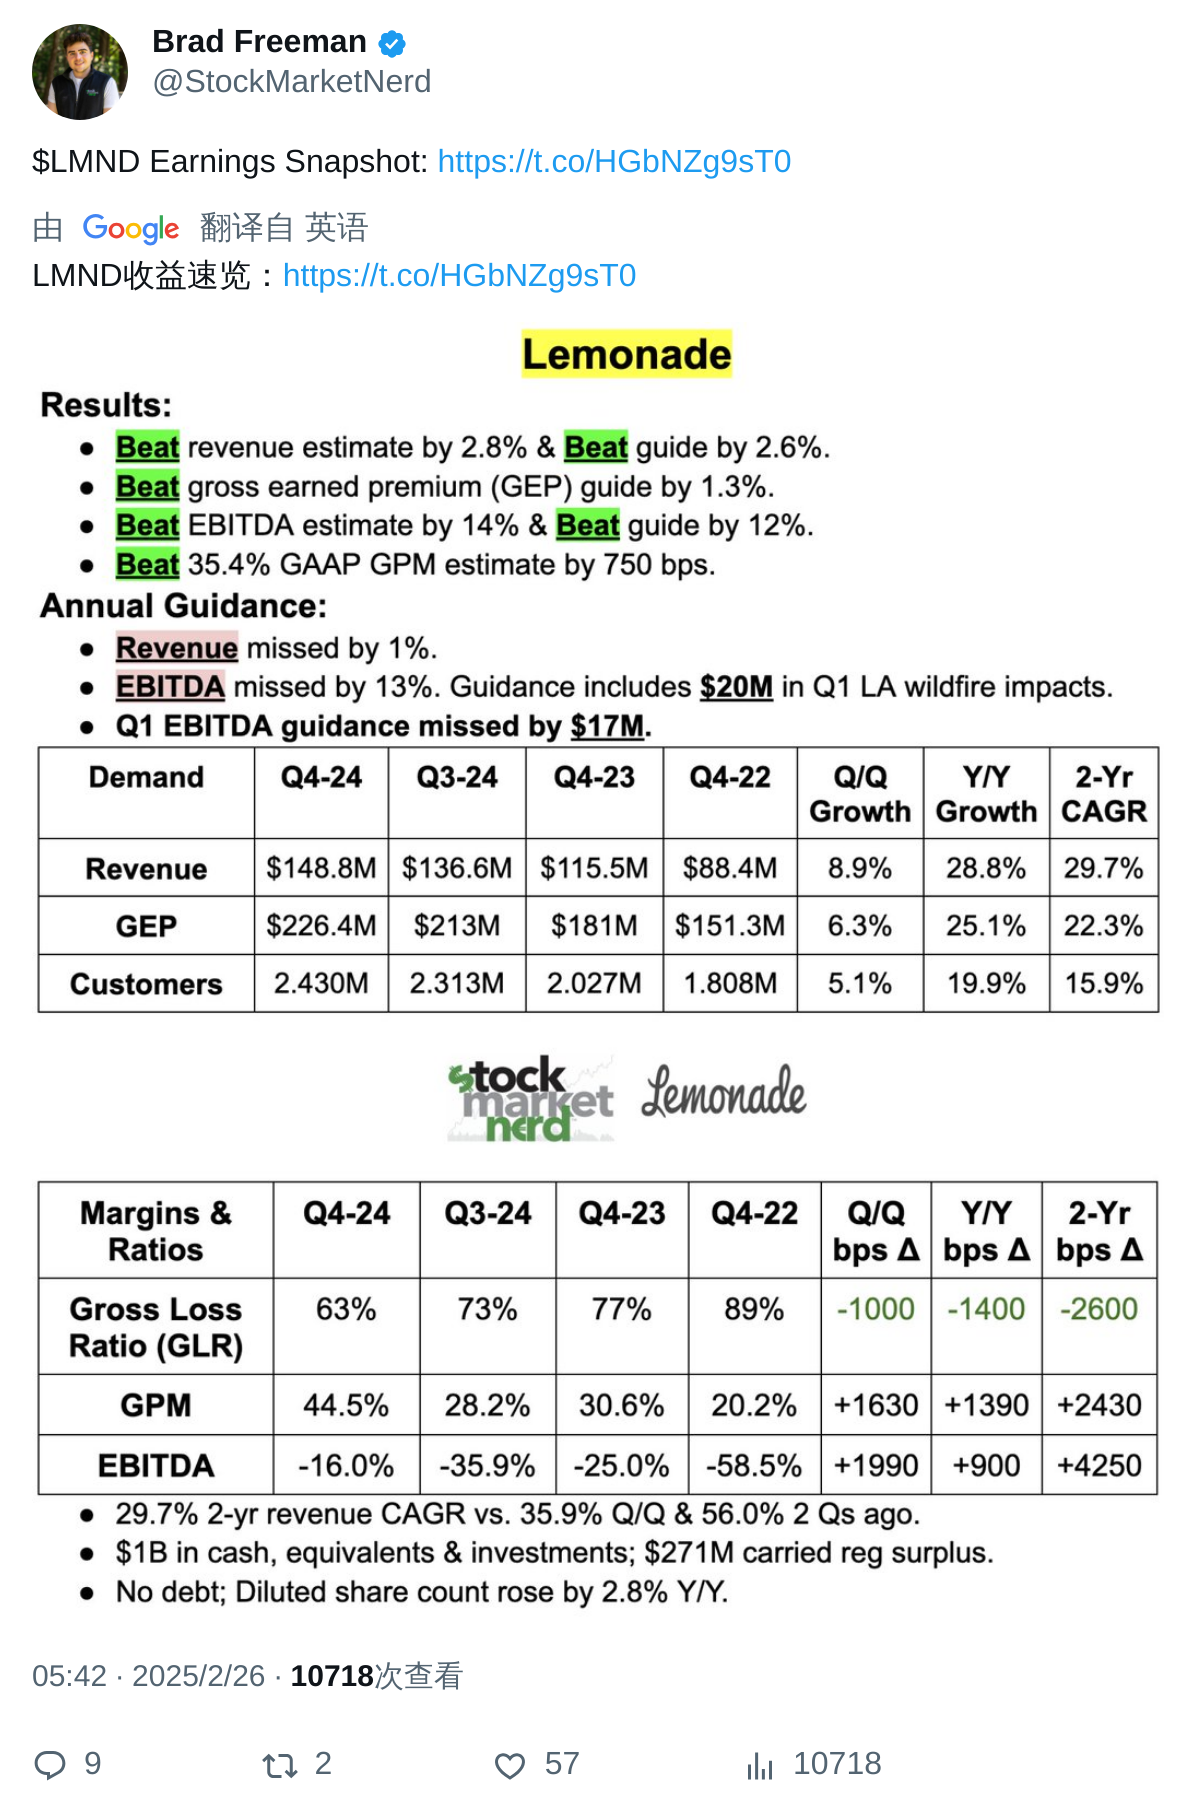 Brad Freeman
@StockMarketNerd
$LMND Earnings Snapshot: https://t.co/HGbNZg9sT0
由 Google 翻译自 英语
LMND收益速览：https://t.co/HGbNZg9sT0
Lemonade
Results:
● Beat revenue estimate by 2.8% & Beat guide by 2.6%.
● Beat gross earned premium (GEP) guide by 1.3%.
● Beat EBITDA estimate by 14% & Beat guide by 12%.
● Beat 35.4% GAAP GPM estimate by 750 bps.
Annual Guidance:
● Revenue missed by 1%.
● EBITDA missed by 13%. Guidance includes $20M in Q1 LA wildfire impacts.
● Q1 EBITDA guidance missed by $17M.
Demand Q4-24 Q3-24 Q4-23 Q4-22 Q/Q Growth Y/Y Growth 2-Yr CAGR
Revenue $148.8M $136.6M $115.5M $88.4M 8.9% 28.8% 29.7%
GEP $226.4M $213M $181M $151.3M 6.3% 25.1% 22.3%
Customers 2.430M 2.313M 2.027M 1.808M 5.1% 19.9% 15.9%
stock
market
nerd
Lemonade
Margins & Ratios Q4-24 Q3-24 Q4-23 Q4-22 Q/Q bps Δ Y/Y bps Δ 2-Yr bps Δ
Gross Loss Ratio (GLR) 63% 73% 77% 89% -1000 -1400 -2600
GPM 44.5% 28.2% 30.6% 20.2% +1630 +1390 +2430
EBITDA -16.0% -35.9% -25.0% -58.5% +1990 +900 +4250
● 29.7% 2-yr revenue CAGR vs. 35.9% Q/Q & 56.0% 2 Qs ago.
● $1B in cash, equivalents & investments; $271M carried reg surplus.
● No debt; Diluted share count rose by 2.8% Y/Y.
05:42 · 2025/2/26 · 10718次查看
9 2 57 10718